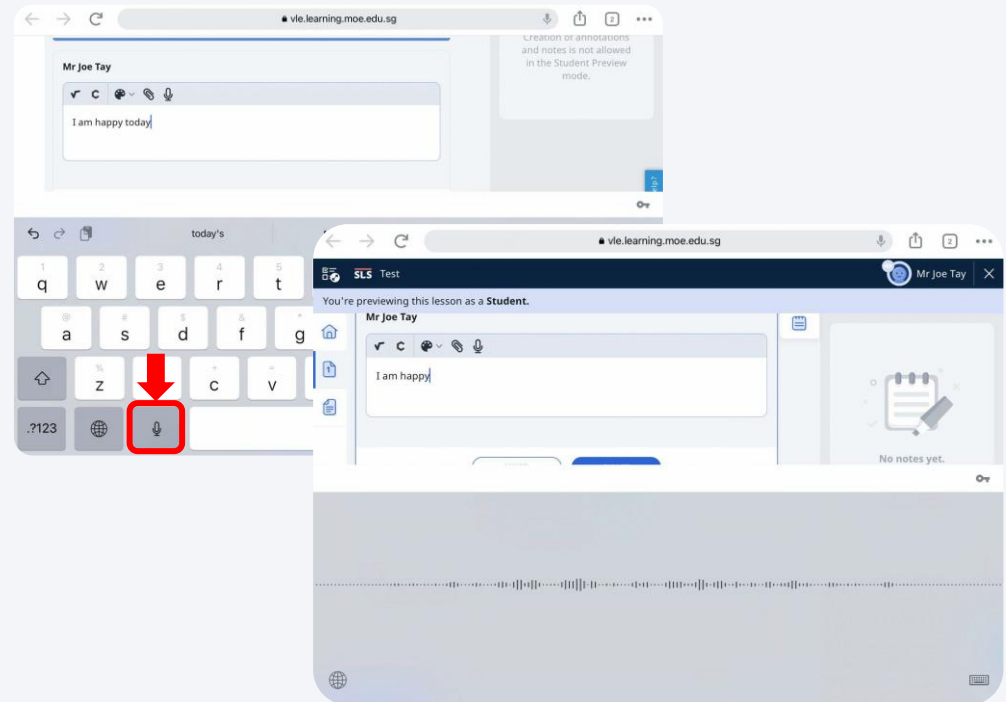 vle.learning.moe.edu.sg
2
Creation of annotations
and notes is not allowed
in the Student Preview
mode.
Mr Joe Tay
C
I am happy today
today's
1 2 3 4 5
q w e r t
@ # $ & *
a s d f g
% + =
z c v
.?123
vle.learning.moe.edu.sg
2
SLS Test
Mr Joe Tay
You're previewing this lesson as a Student.
Mr Joe Tay
C
1
I am happy
No notes yet.